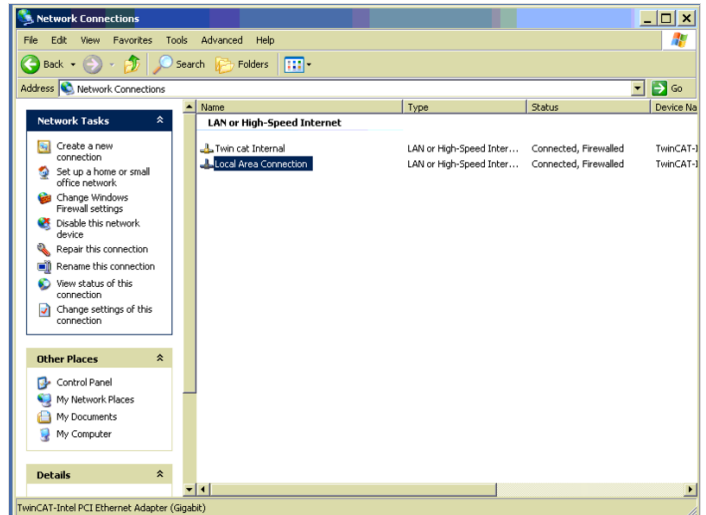 Network Connections
File Edit View Favorites Tools Advanced Help
Back Search Folders
Address Network Connections Go
Network Tasks
Create a new
connection
Set up a home or small
office network
Change Windows
Firewall settings
Disable this network
device
Repair this connection
Rename this connection
View status of this
connection
Change settings of this
connection
Other Places
Control Panel
My Network Places
My Documents
My Computer
Details
Name Type Status Device Na
LAN or High-Speed Internet
Twin cat Internal LAN or High-Speed Inter... Connected, Firewalled TwinCAT-I
Local Area Connection LAN or High-Speed Inter... Connected, Firewalled TwinCAT-I
TwinCAT-Intel PCI Ethernet Adapter (Gigabit)